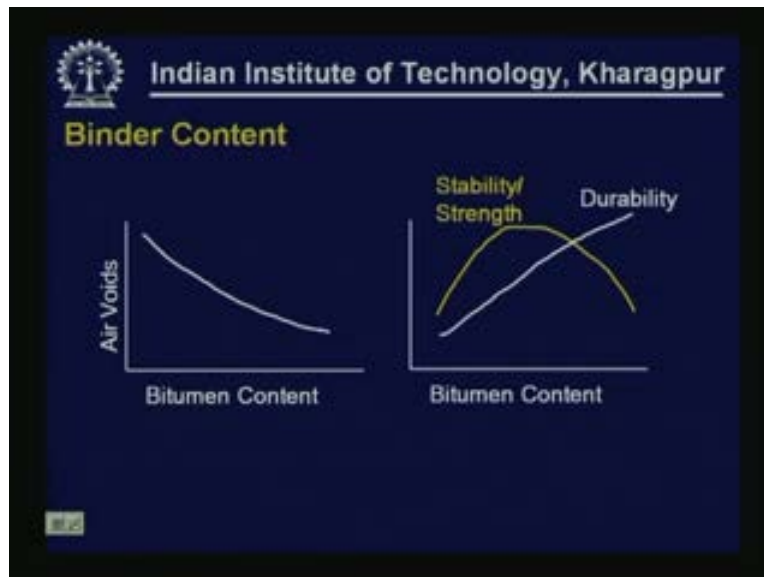 Indian Institute of Technology, Kharagpur
Binder Content
Air Voids
Bitumen Content
Stability/
Strength
Durability
Bitumen Content